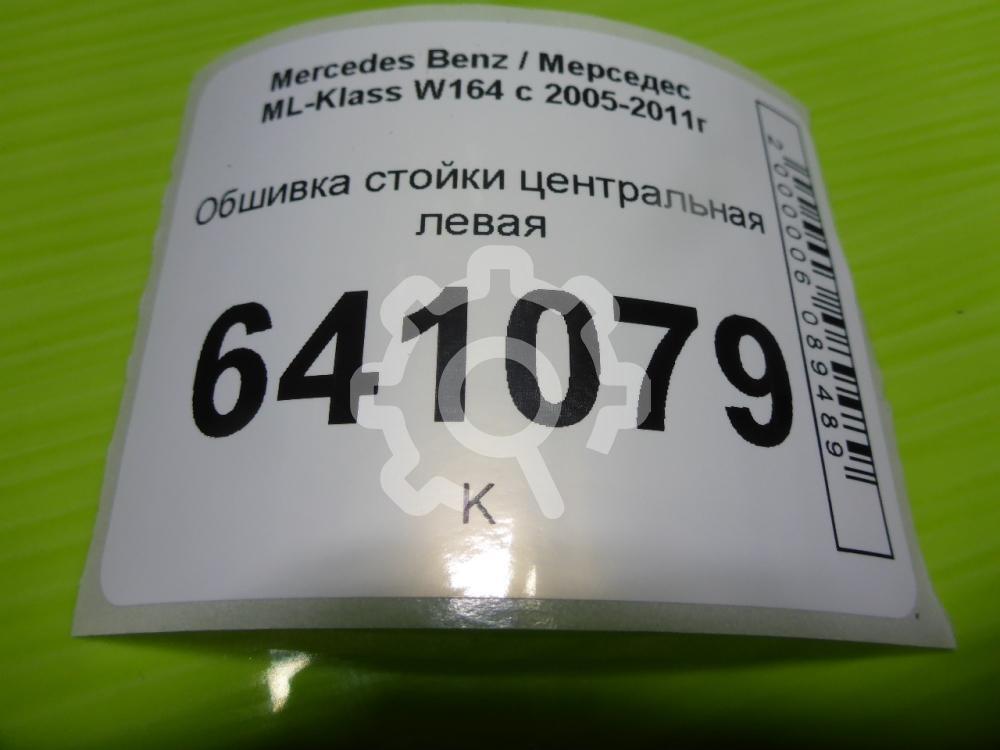 Mercedes Benz / Мерседес
ML-Klass W164 с 2005-2011г
Обшивка стойки центральная
левая
641079
К
2000006089489